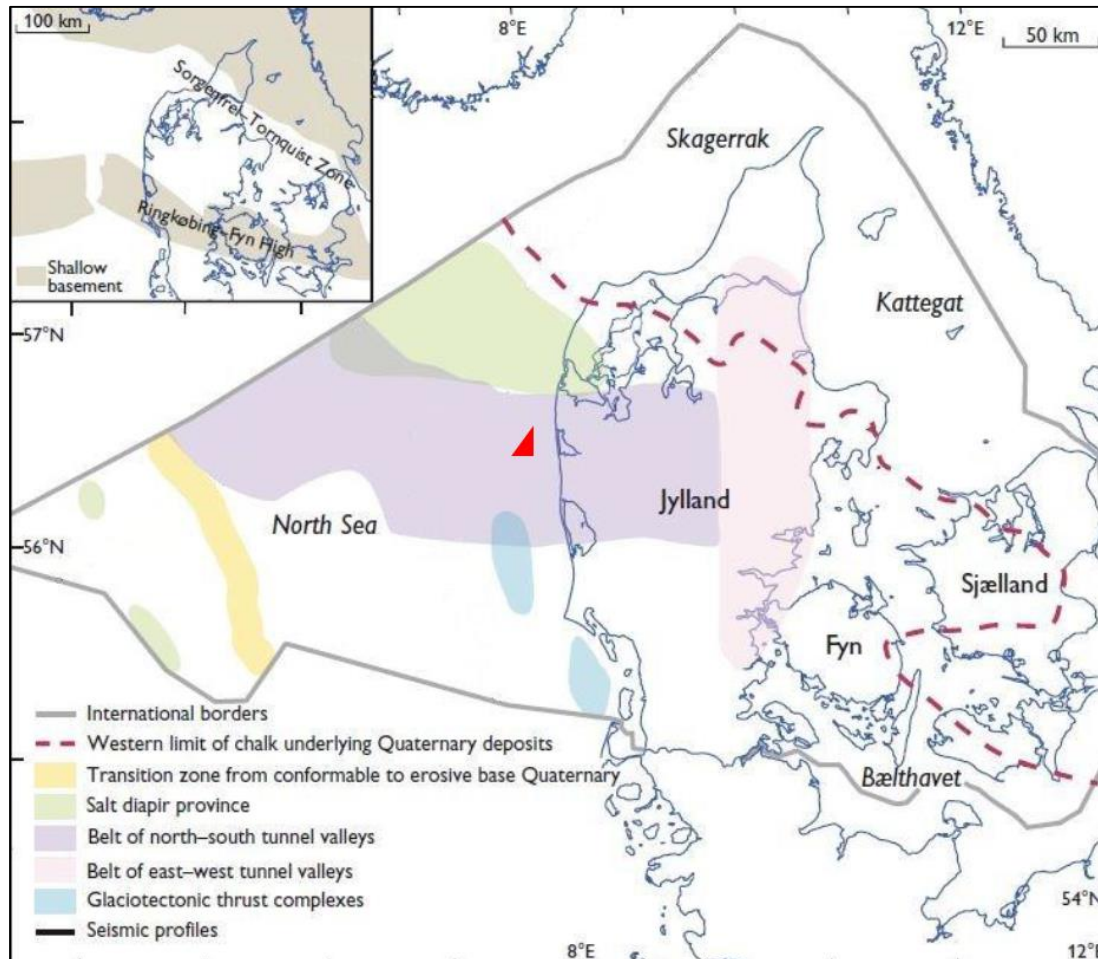 100 km
8°E
12°E
50 km
Sorgenfrei-Tornquist Zone
Skagerrak
Ringkøbing-Fyn High
Shallow
basement
Kattegat
57°N
Jylland
North Sea
56°N
Sjælland
Fyn
International borders
Western limit of chalk underlying Quaternary deposits
Transition zone from conformable to erosive base Quaternary
Bælthavet
Salt diapir province
Belt of north–south tunnel valleys
Belt of east–west tunnel valleys
Glaciotectonic thrust complexes
54°N
Seismic profiles
8°E
12°E